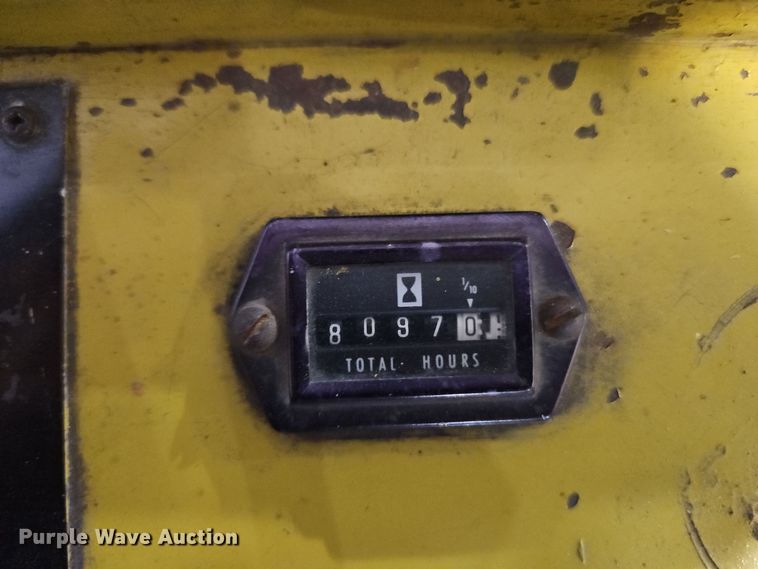 1/10
8 0 9 7 0
TOTAL HOURS
Purple Wave Auction